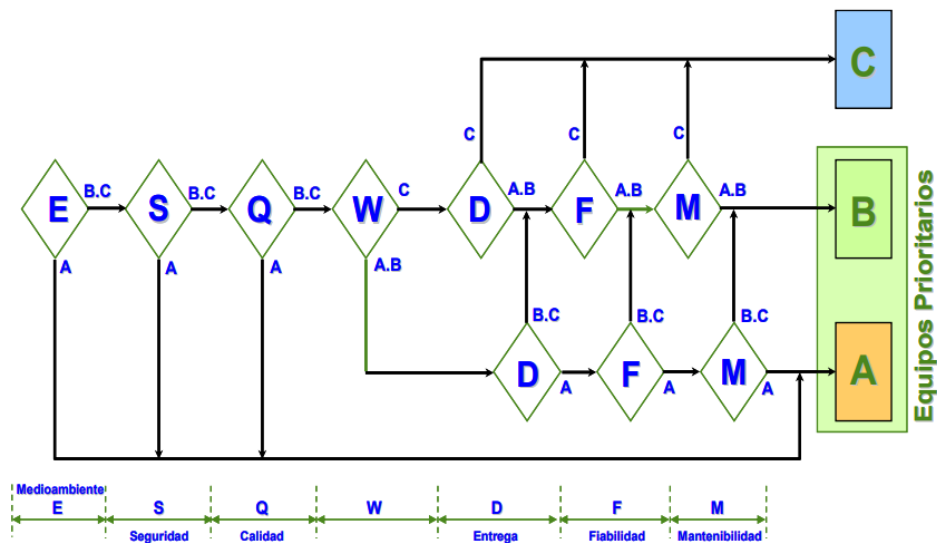 C
C
C
C
B.C
B.C
B.C
C
A.B
A.B
A.B
E
S
Q
W
D
F
M
B
A
A
A
A.B
B.C
B.C
B.C
D
F
M
A
A
A
A
Equipos Prioritarios
Medioambiente
E
S
Q
W
D
F
M
Seguridad
Calidad
Entrega
Fiabilidad
Mantenibilidad